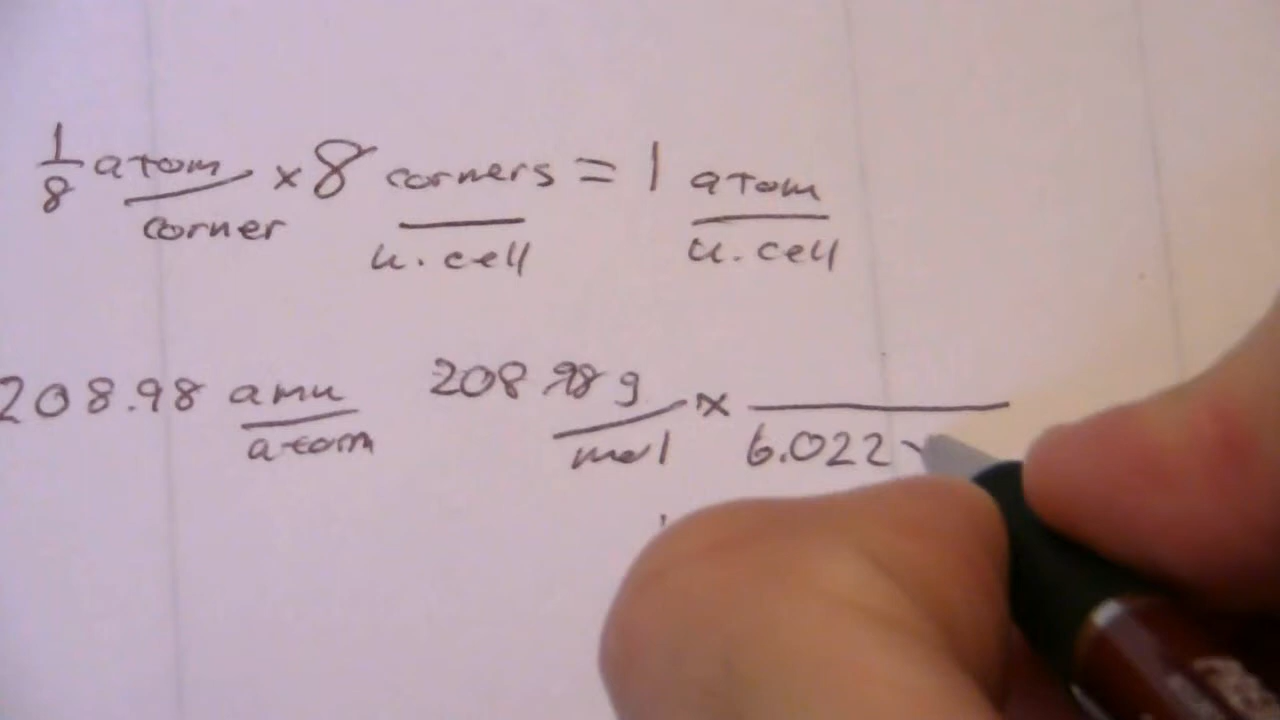 1/8 atom/corner × 8 corners/u.cell = 1 atom/u.cell
208.98 amu/atom 208.98 g/mol × /6.022 ×